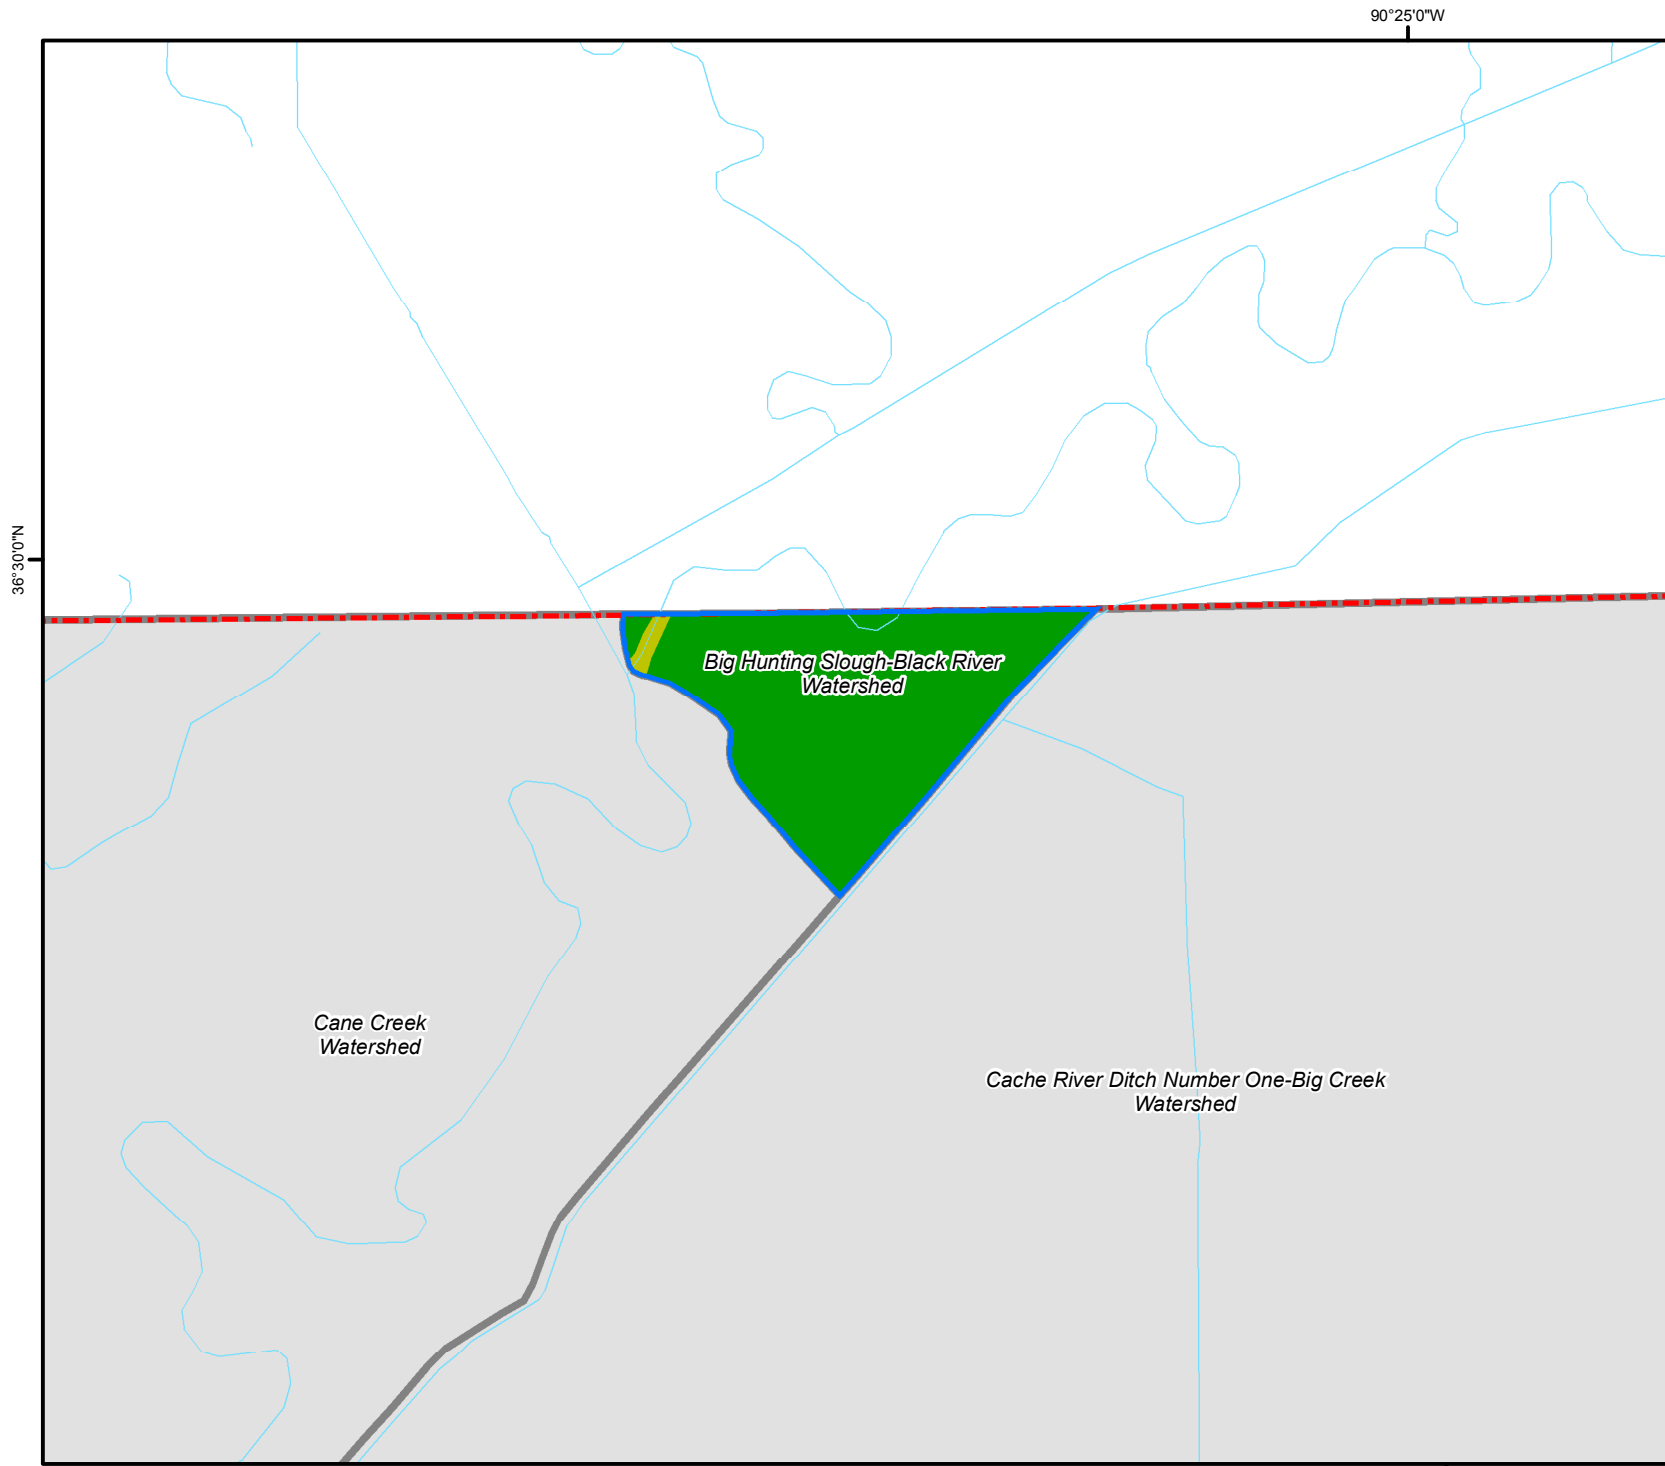 90°25'0"W
36°30'0"N
Big Hunting Slough-Black River
Watershed
Cane Creek
Watershed
Cache River Ditch Number One-Big Creek
Watershed